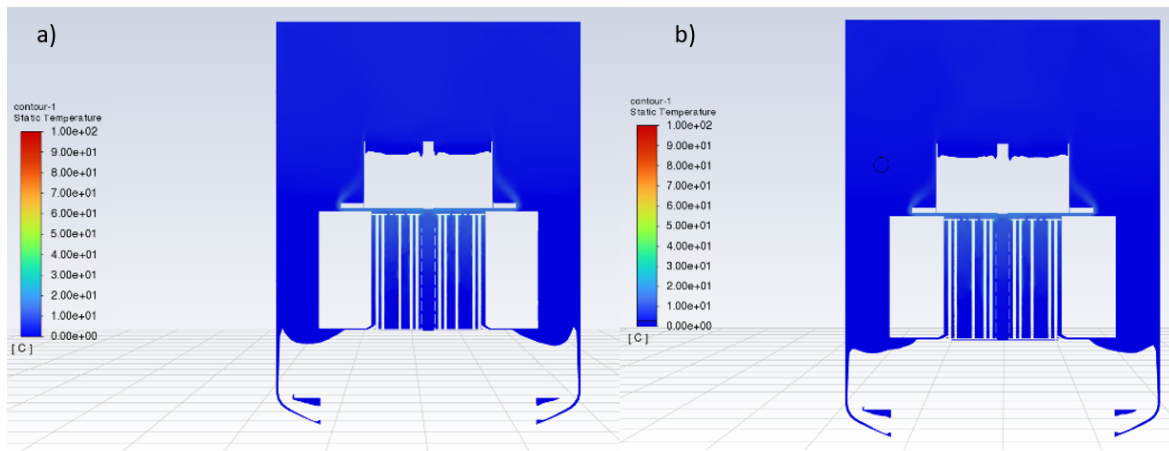 a)
contour-1
Static Temperature
1.00e+02
9.00e+01
8.00e+01
7.00e+01
6.00e+01
5.00e+01
4.00e+01
3.00e+01
2.00e+01
1.00e+01
0.00e+00
[ C ]
b)
contour-1
Static Temperature
1.00e+02
9.00e+01
8.00e+01
7.00e+01
6.00e+01
5.00e+01
4.00e+01
3.00e+01
2.00e+01
1.00e+01
0.00e+00
[ C ]